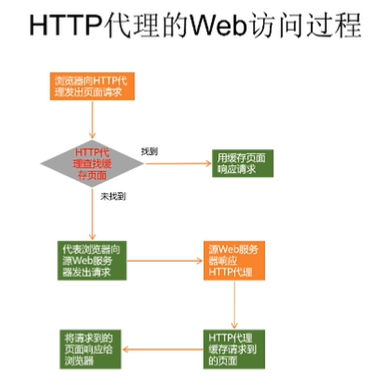 HTTP代理的Web访问过程
浏览器向HTTP代
理发出页面请求
HTTP代
理查找缓
存页面
找到
用缓存页面
响应请求
未找到
代表浏览器向
源Web服务
器发出请求
源Web服务
器响应
HTTP代理
HTTP代理
缓存请求到
的页面
将请求到的
页面响应给
浏览器